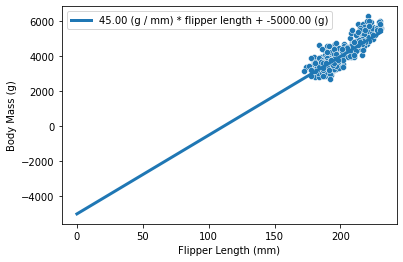 45.00 (g / mm) * flipper length + -5000.00 (g)
6000
4000
2000
0
−2000
−4000
Body Mass (g)
0 50 100 150 200
Flipper Length (mm)